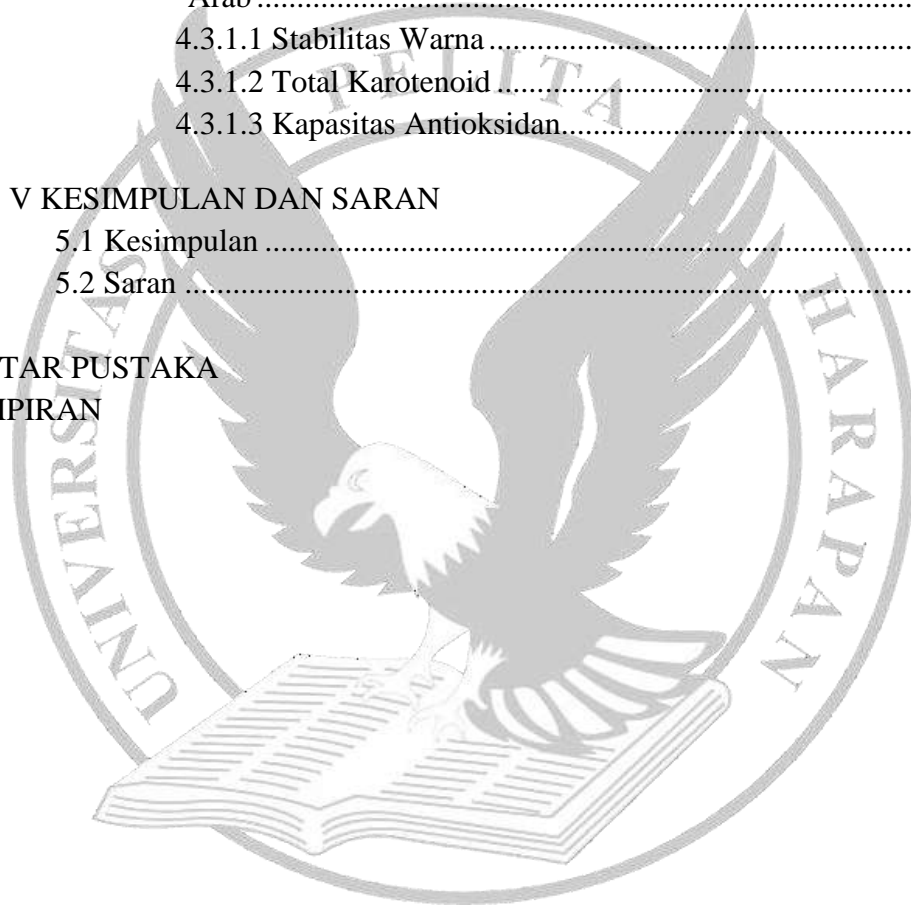 Arab ................................................................................
4.3.1.1 Stabilitas Warna ..................................................
4.3.1.2 Total Karotenoid .................................................
4.3.1.3 Kapasitas Antioksidan.........................................
V KESIMPULAN DAN SARAN
5.1 Kesimpulan ................................................................................
5.2 Saran ................................................................................
TAR PUSTAKA
IPIRAN
UNIVERSITAS PELITA HARAPAN